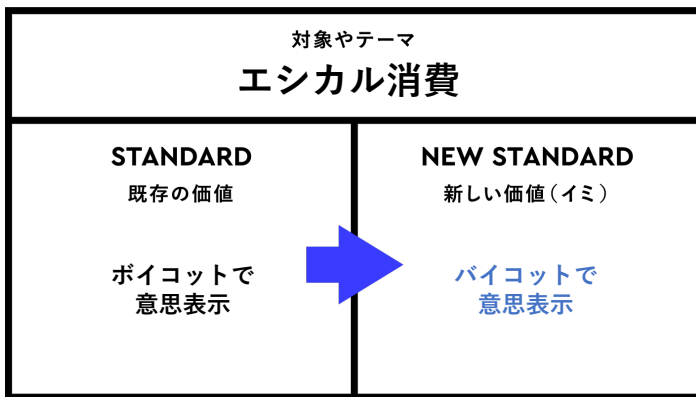 対象やテーマ
エシカル消費
STANDARD
既存の価値
ボイコットで
意思表示
NEW STANDARD
新しい価値（イミ）
バイコットで
意思表示